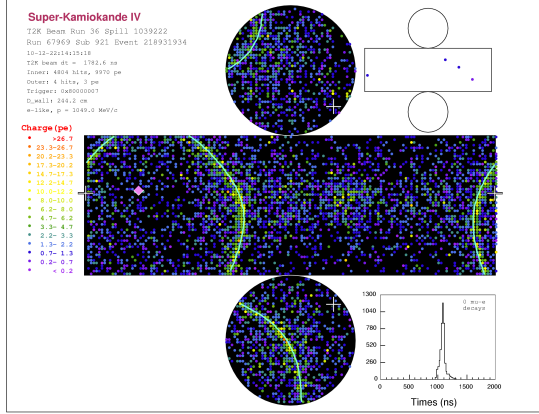 Super-Kamiokande IV
T2K Beam Run 36 Spill 1039222
Run 67969 Sub 921 Event 218931934
10-12-22:14:15:18
T2K beam dt = 1782.6 ns
Inner: 4804 hits, 9970 pe
Outer: 4 hits, 3 pe
Trigger: 0x80000007
D_wall: 244.2 cm
e-like, p = 1049.0 MeV/c
Charge(pe)
>26.7
23.3-26.7
20.2-23.3
17.3-20.2
14.7-17.3
12.2-14.7
10.0-12.2
8.0-10.0
6.2- 8.0
4.7- 6.2
3.3- 4.7
2.2- 3.3
1.3- 2.2
0.7- 1.3
0.2- 0.7
< 0.2
0 mu-e
decays
1300
1040
780
520
260
0
0 500 1000 1500 2000
Times (ns)